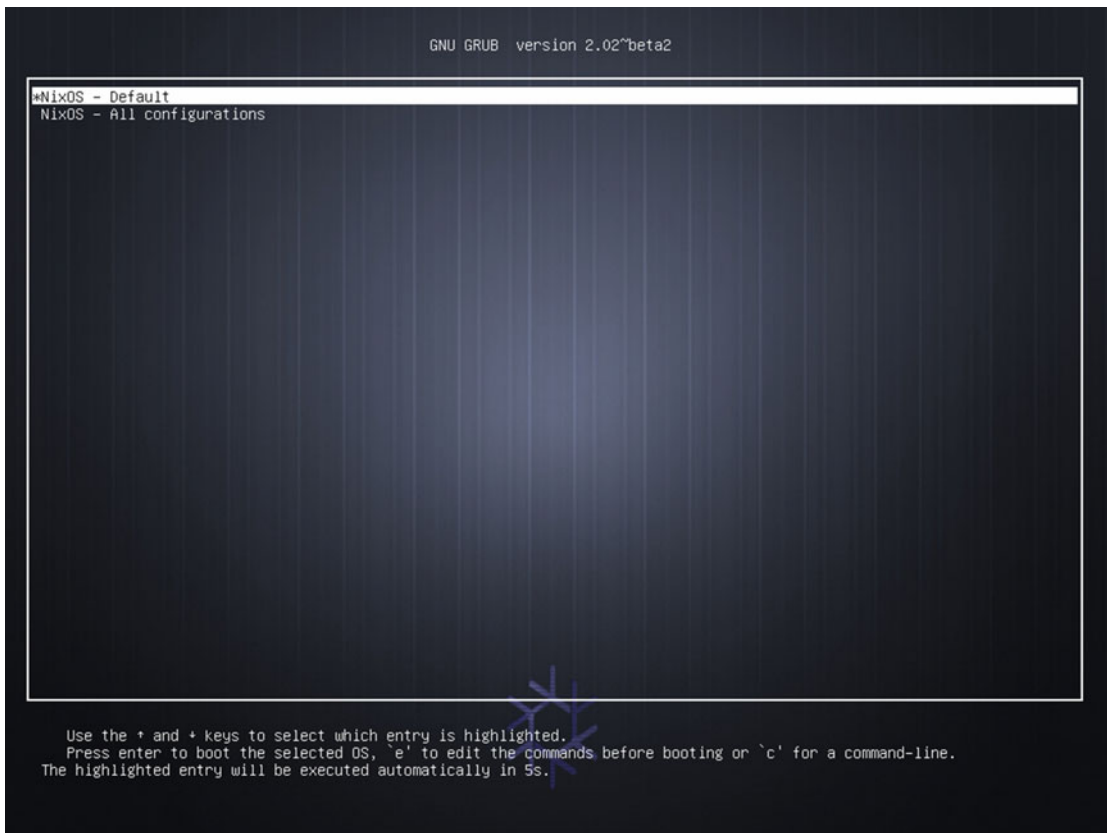 GNU GRUB version 2.02~beta2
*NixOS - Default
NixOS - All configurations
Use the ↑ and ↓ keys to select which entry is highlighted.
Press enter to boot the selected OS, `e' to edit the commands before booting or `c' for a command-line.
The highlighted entry will be executed automatically in 5s.